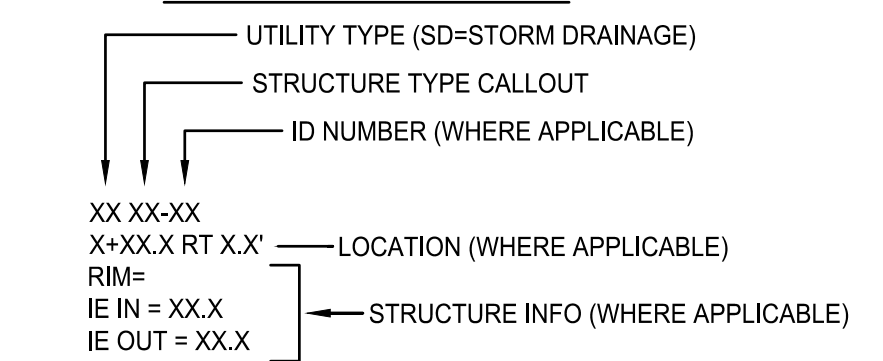 UTILITY TYPE (SD=STORM DRAINAGE)
STRUCTURE TYPE CALLOUT
ID NUMBER (WHERE APPLICABLE)
XX XX-XX
X+XX.X RT X.X' LOCATION (WHERE APPLICABLE)
RIM=
IE IN = XX.X
STRUCTURE INFO (WHERE APPLICABLE)
IE OUT = XX.X